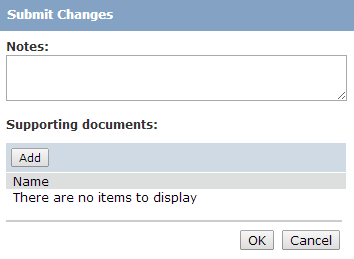 Submit Changes
Notes:
Supporting documents:
Add
Name
There are no items to display
OK Cancel